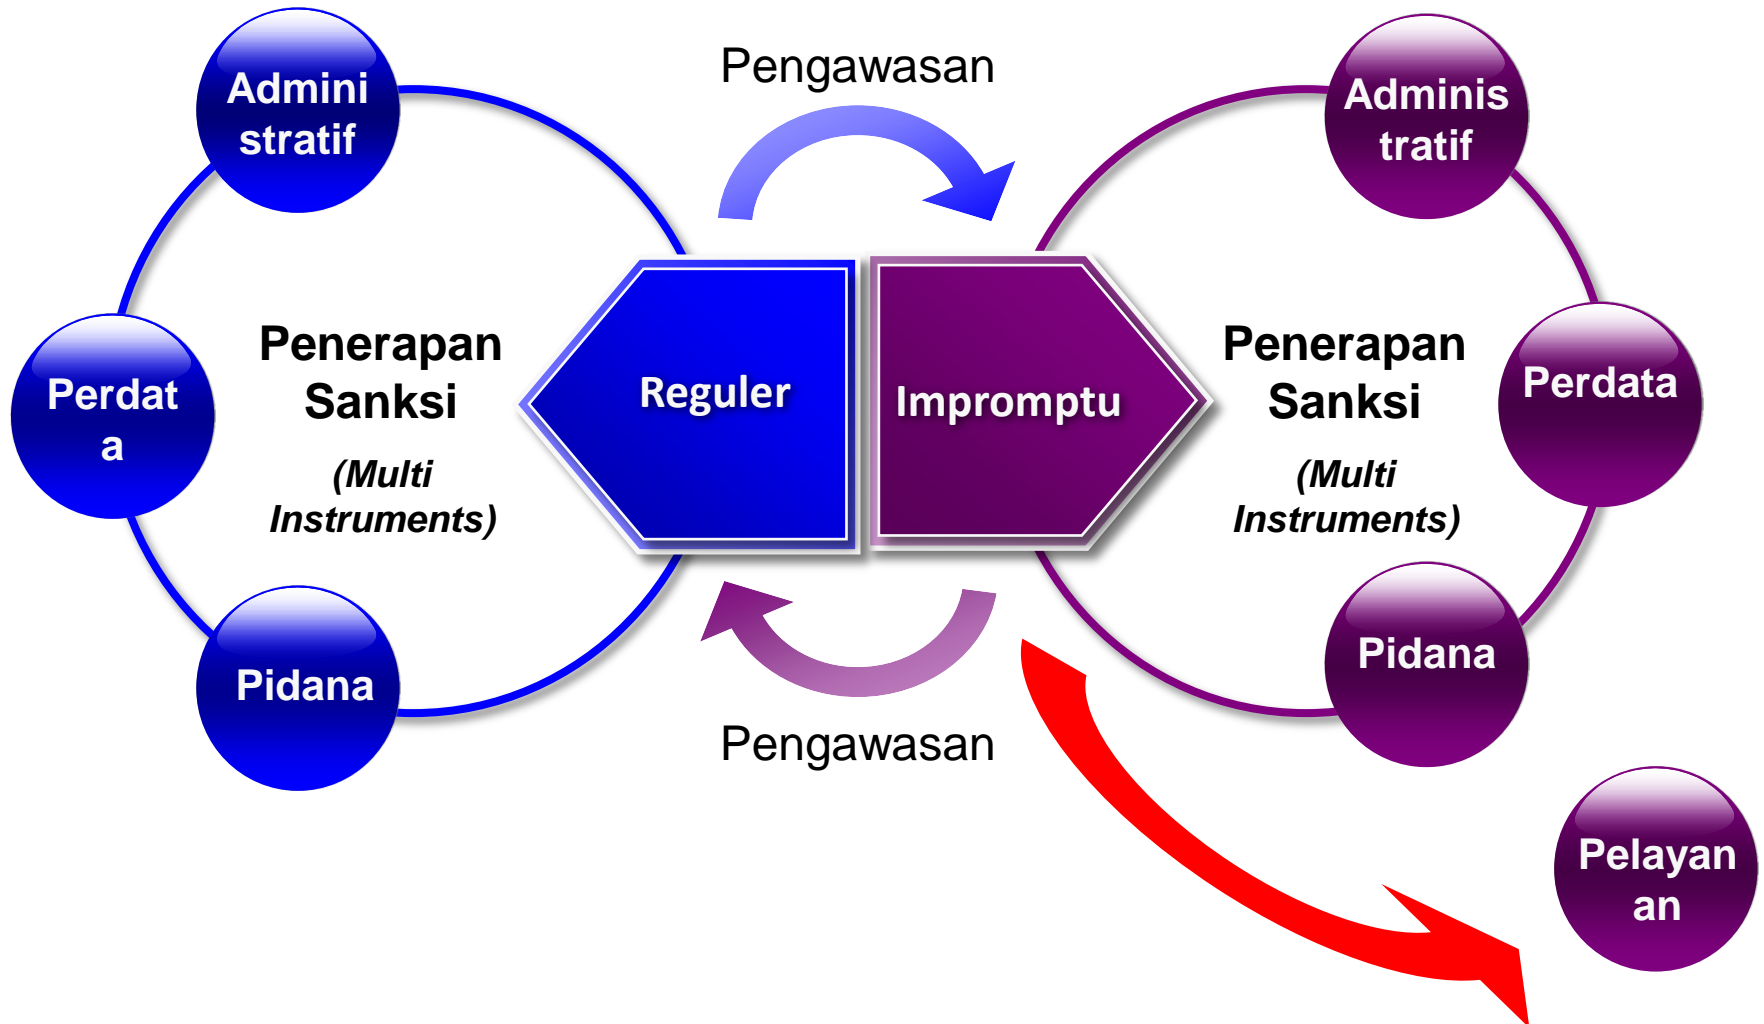 Pengawasan
Admini
stratif
Perdat
a
Pidana
Penerapan
Sanksi
(Multi
Instruments)
Reguler
Impromptu
Penerapan
Sanksi
(Multi
Instruments)
Adminis
tratif
Perdata
Pidana
Pengawasan
Pelayan
an